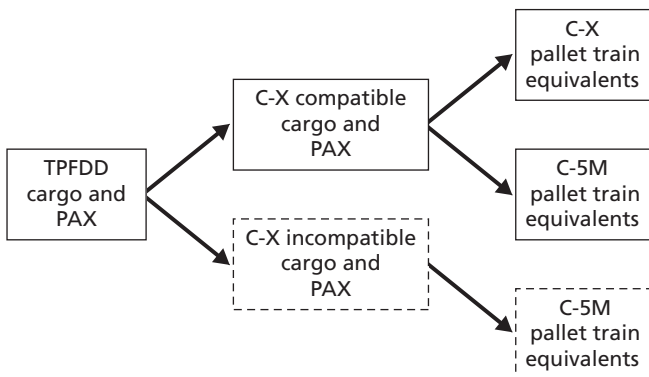 TPFDD
cargo and
PAX
C-X compatible
cargo and
PAX
C-X incompatible
cargo and
PAX
C-X
pallet train
equivalents
C-5M
pallet train
equivalents
C-5M
pallet train
equivalents